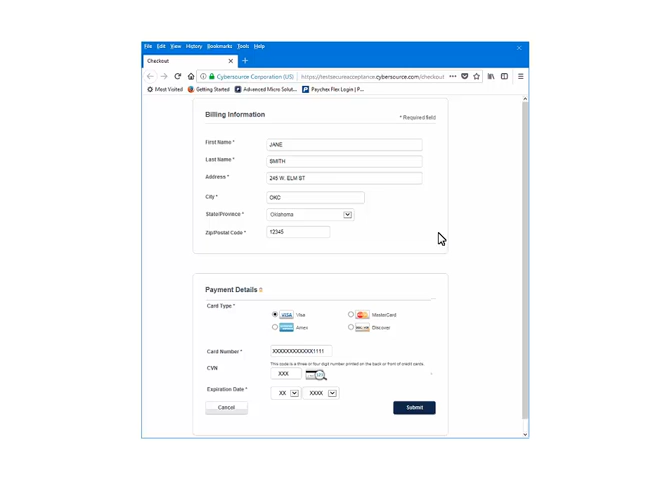 File Edit View History Bookmarks Tools Help
Checkout
Cybersource Corporation (US) https://testsecureacceptance.cybersource.com/checkout
Most Visited Getting Started Advanced Micro Solut... Paychex Flex Login | P...
Billing Information
* Required field
First Name * JANE
Last Name * SMITH
Address * 245 W. ELM ST
City * OKC
State/Province * Oklahoma
Zip/Postal Code * 12345
Payment Details
Card Type *
VISA Visa MasterCard
Amex Discover
Card Number * XXXXXXXXXXXX1111
This code is a three or four digit number printed on the back or front of credit cards.
CVN XXX
Expiration Date * XX XXXX
Cancel Submit